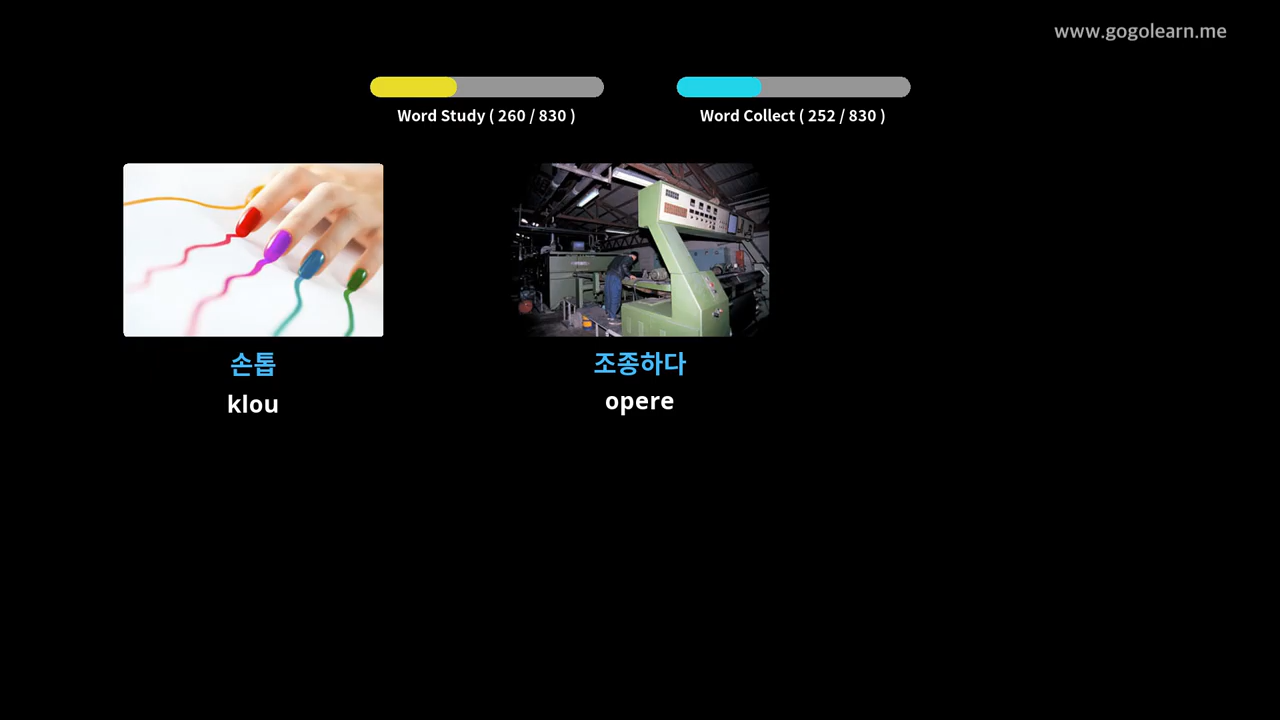 www.gogolearn.me
Word Study ( 260 / 830 )
Word Collect ( 252 / 830 )
손톱
klou
조종하다
opere